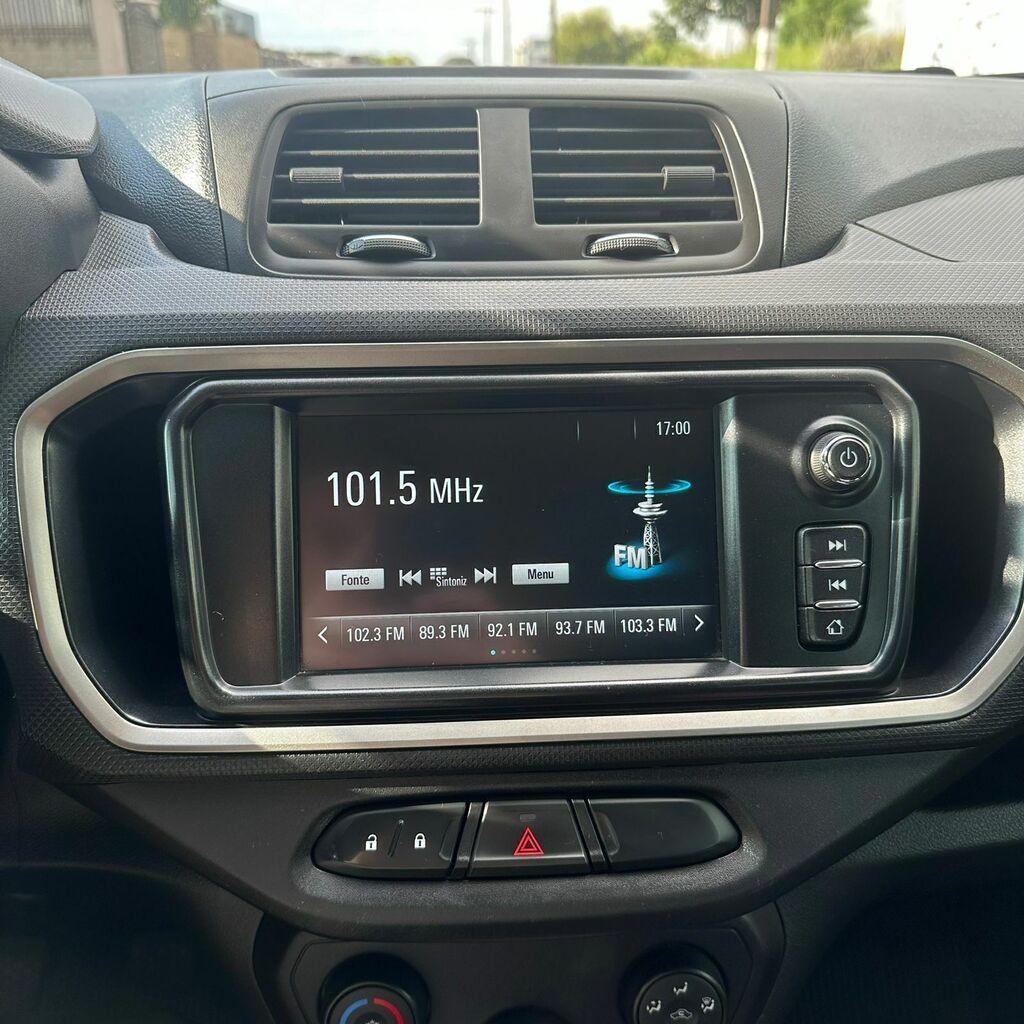 17:00
101.5 MHz
FM
Fonte Sintoniz Menu
102.3 FM 89.3 FM 92.1 FM 93.7 FM 103.3 FM